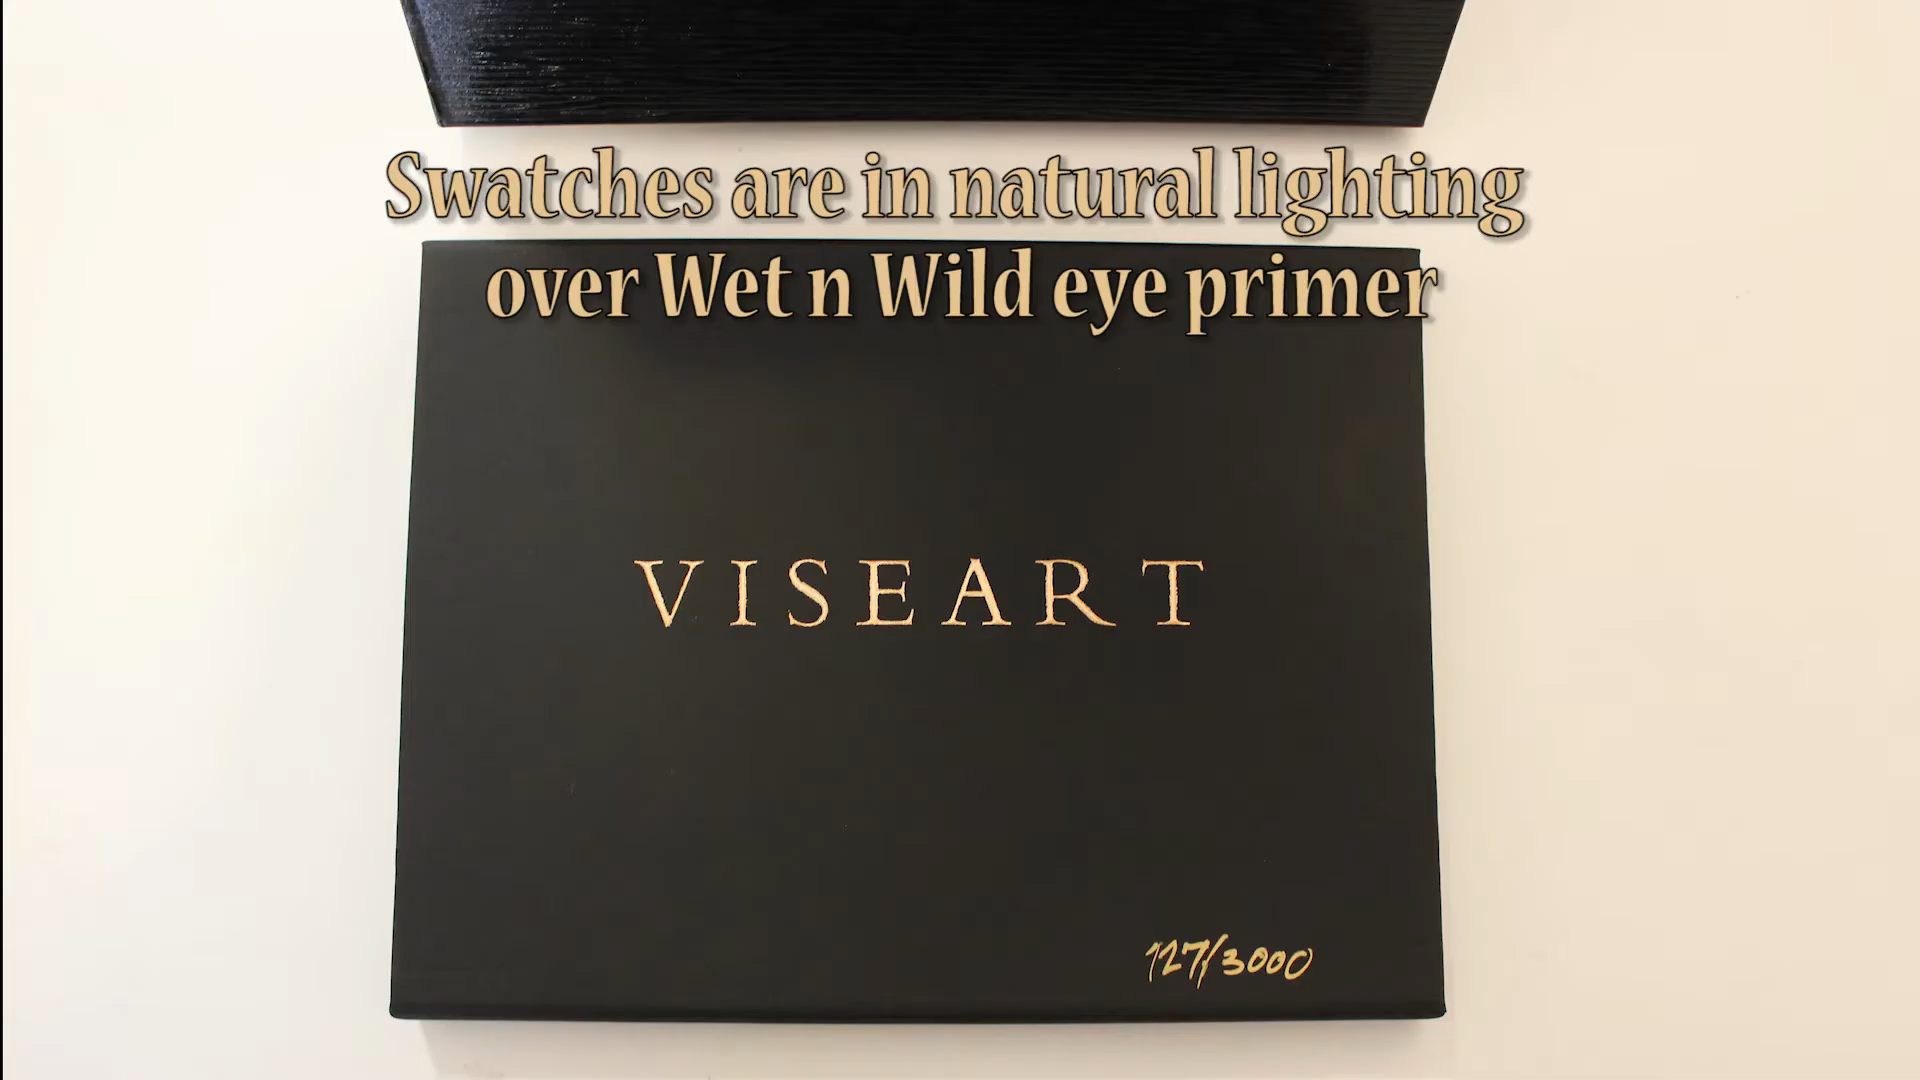 Swatches are in natural lighting
over Wet n Wild eye primer
VISEART
127/3000